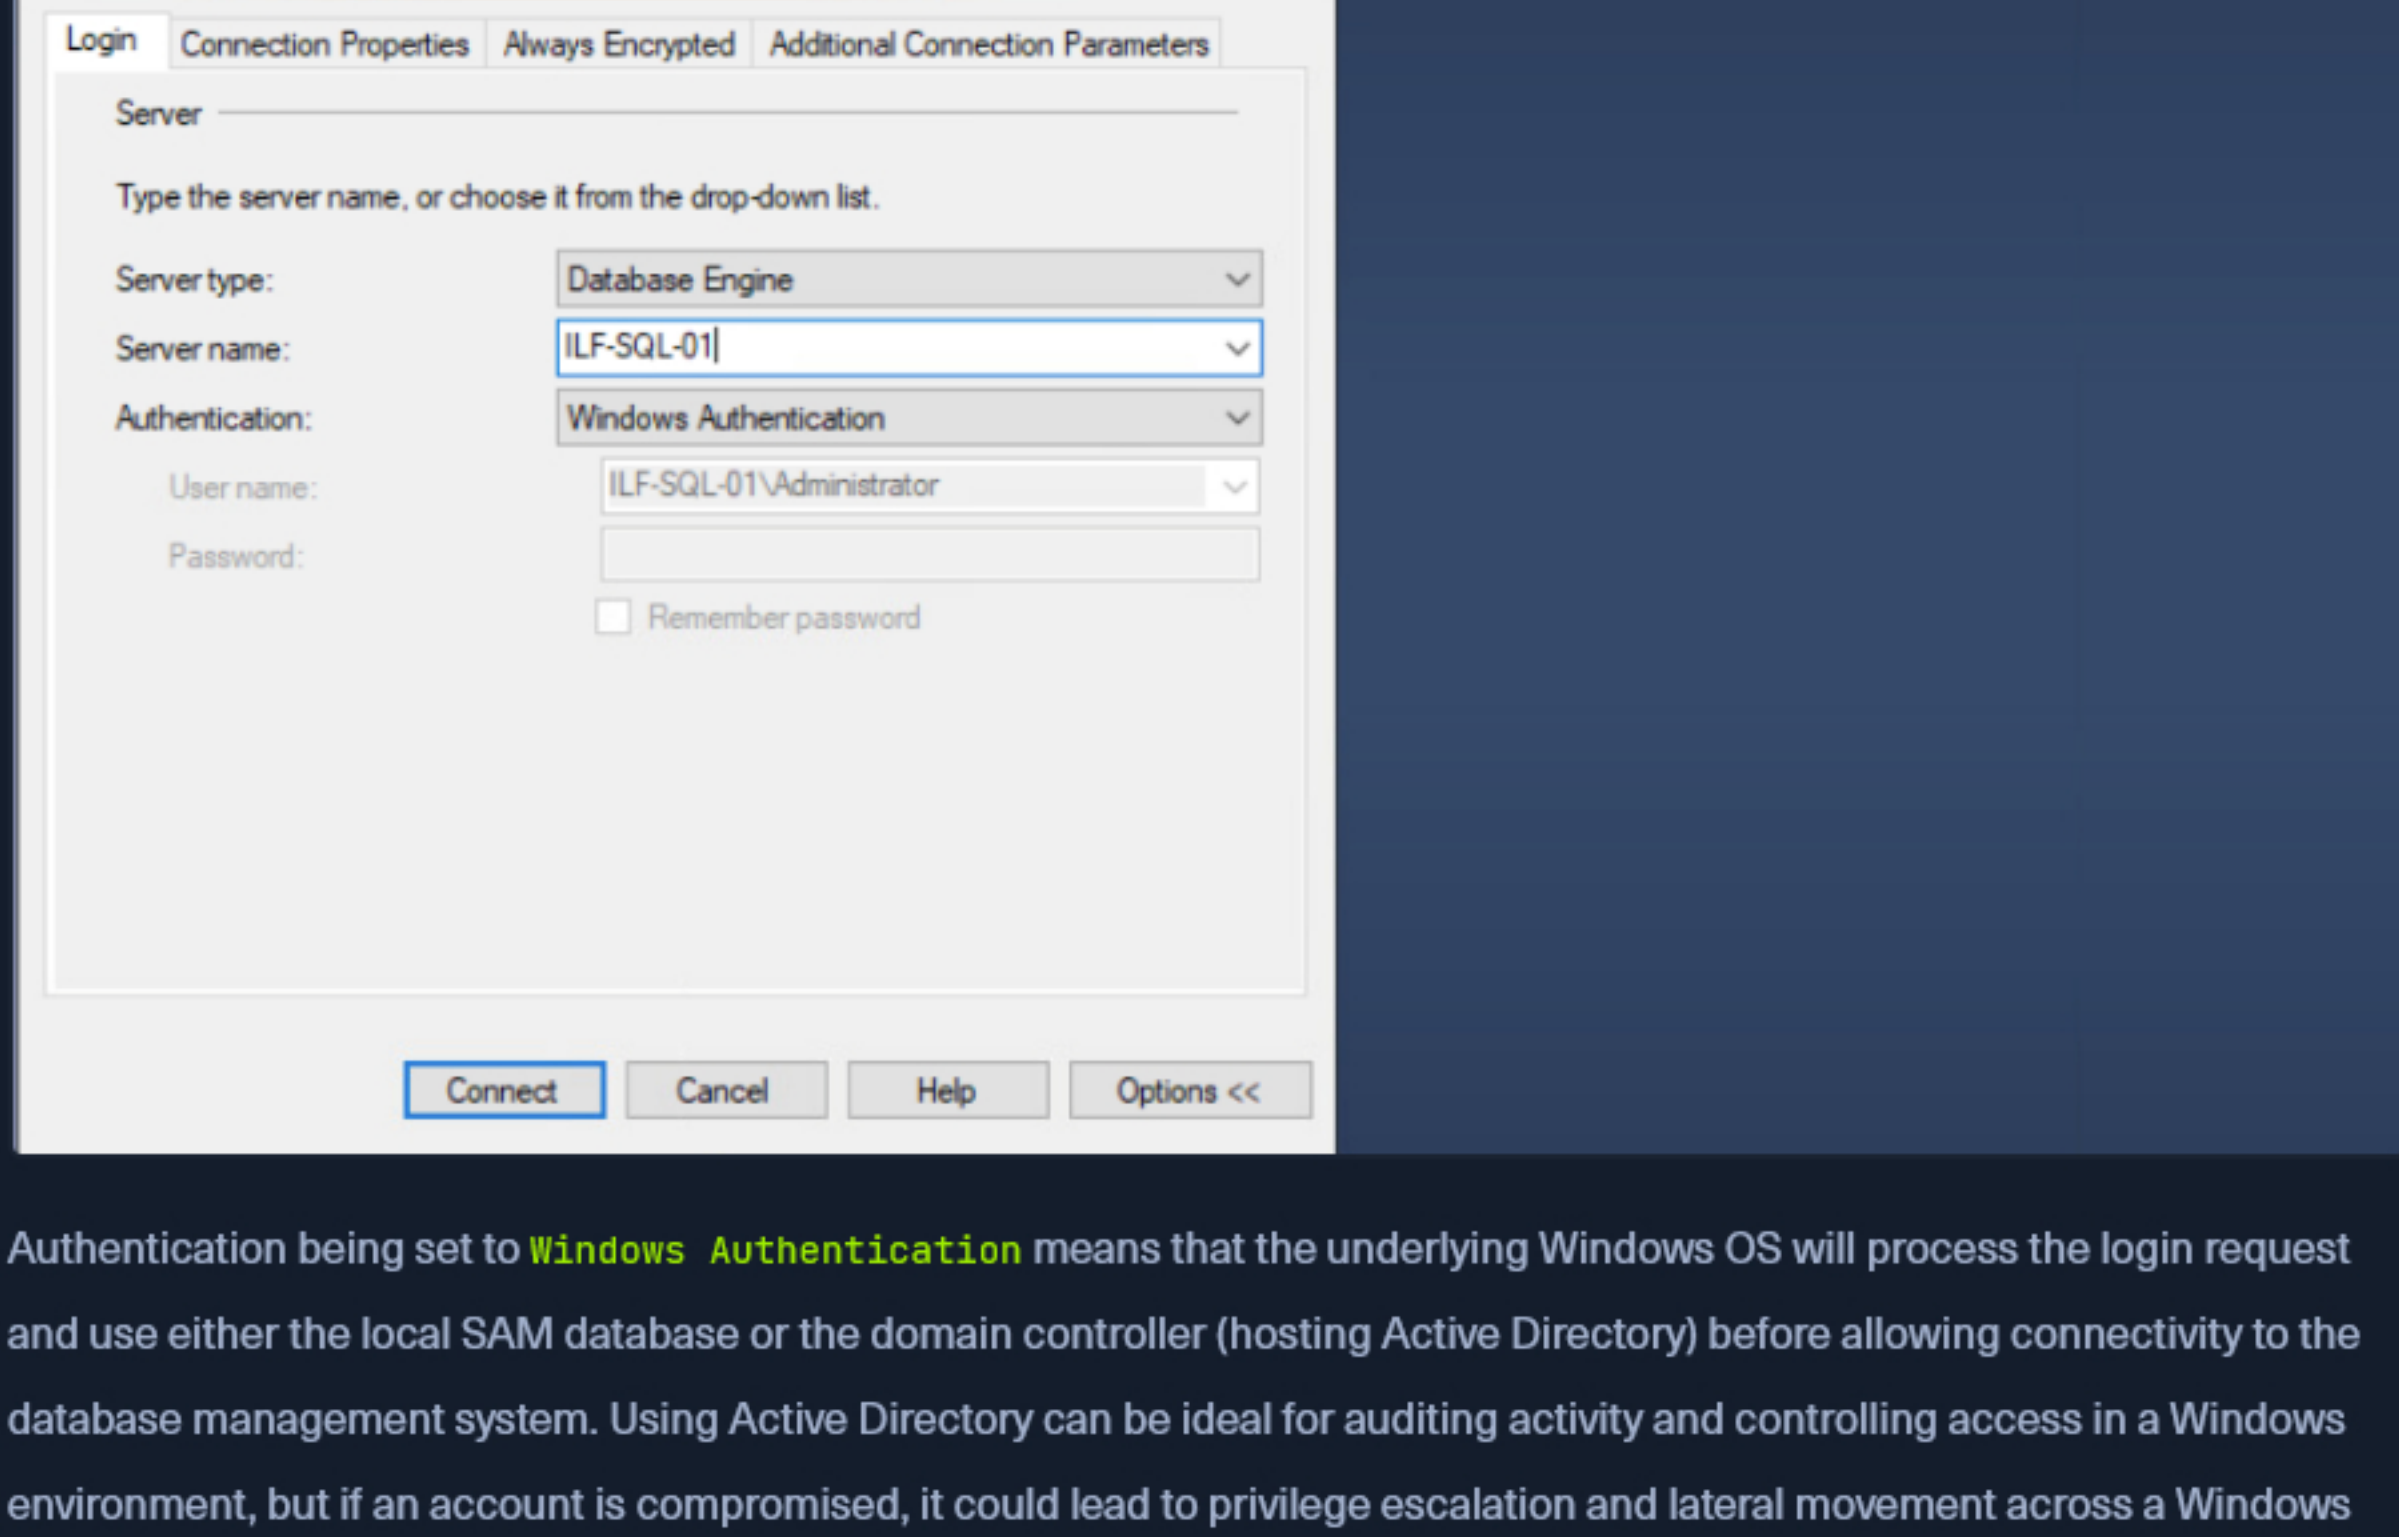 Login Connection Properties Always Encrypted Additional Connection Parameters
Server
Type the server name, or choose it from the drop-down list.
Server type: Database Engine
Server name: ILF-SQL-01
Authentication: Windows Authentication
User name: ILF-SQL-01\Administrator
Password:
Remember password
Connect Cancel Help Options <<
Authentication being set to Windows Authentication means that the underlying Windows OS will process the login request
and use either the local SAM database or the domain controller (hosting Active Directory) before allowing connectivity to the
database management system. Using Active Directory can be ideal for auditing activity and controlling access in a Windows
environment, but if an account is compromised, it could lead to privilege escalation and lateral movement across a Windows